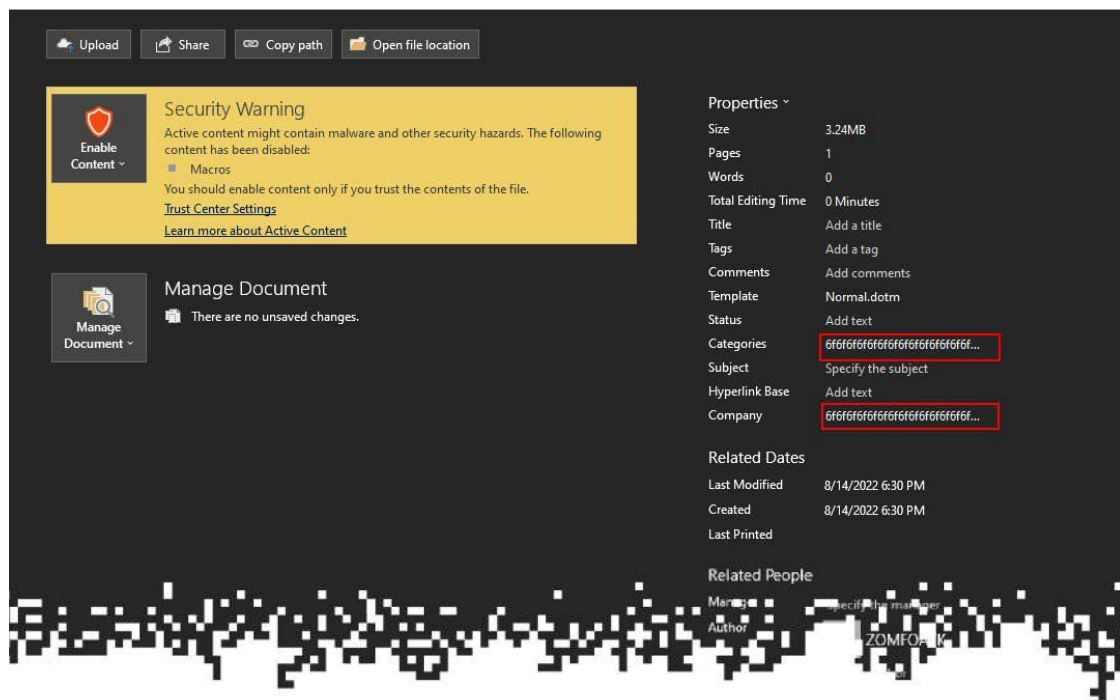 Upload Share Copy path Open file location
Enable Content
Security Warning
Active content might contain malware and other security hazards. The following
content has been disabled:
Macros
You should enable content only if you trust the contents of the file.
Trust Center Settings
Learn more about Active Content
Manage Document
Manage Document
There are no unsaved changes.
Properties
Size 3.24MB
Pages 1
Words 0
Total Editing Time 0 Minutes
Title Add a title
Tags Add a tag
Comments Add comments
Template Normal.dotm
Status Add text
Categories 6f6f6f6f6f6f6f6f6f6f6f6f6f6f6f6f6f6f...
Subject Specify the subject
Hyperlink Base Add text
Company 6f6f6f6f6f6f6f6f6f6f6f6f6f6f6f6f6f6f...
Related Dates
Last Modified 8/14/2022 6:30 PM
Created 8/14/2022 6:30 PM
Last Printed
Related People
Specify the manager
Author